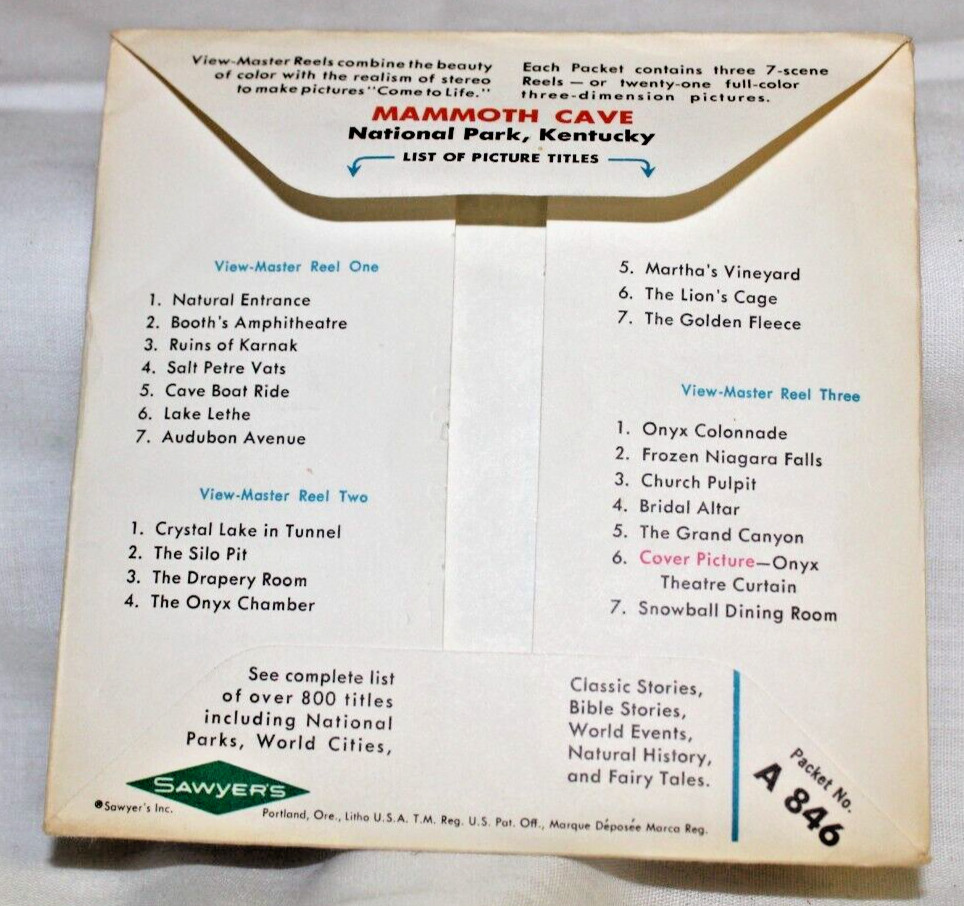 View-Master Reels combine the beauty
of color with the realism of stereo
to make pictures "Come to Life."
Each Packet contains three 7-scene
Reels — or twenty-one full-color
three-dimension pictures.
MAMMOTH CAVE
National Park, Kentucky
LIST OF PICTURE TITLES
View-Master Reel One
1. Natural Entrance
2. Booth's Amphitheatre
3. Ruins of Karnak
4. Salt Petre Vats
5. Cave Boat Ride
6. Lake Lethe
7. Audubon Avenue
View-Master Reel Two
1. Crystal Lake in Tunnel
2. The Silo Pit
3. The Drapery Room
4. The Onyx Chamber
5. Martha's Vineyard
6. The Lion's Cage
7. The Golden Fleece
View-Master Reel Three
1. Onyx Colonnade
2. Frozen Niagara Falls
3. Church Pulpit
4. Bridal Altar
5. The Grand Canyon
6. Cover Picture—Onyx
Theatre Curtain
7. Snowball Dining Room
See complete list
of over 800 titles
including National
Parks, World Cities,
Classic Stories,
Bible Stories,
World Events,
Natural History,
and Fairy Tales.
SAWYER'S
©Sawyer's Inc.
Portland, Ore., Litho U.S.A. T.M. Reg. U.S. Pat. Off., Marque Déposée Marca Reg.
Packet No.
A 846